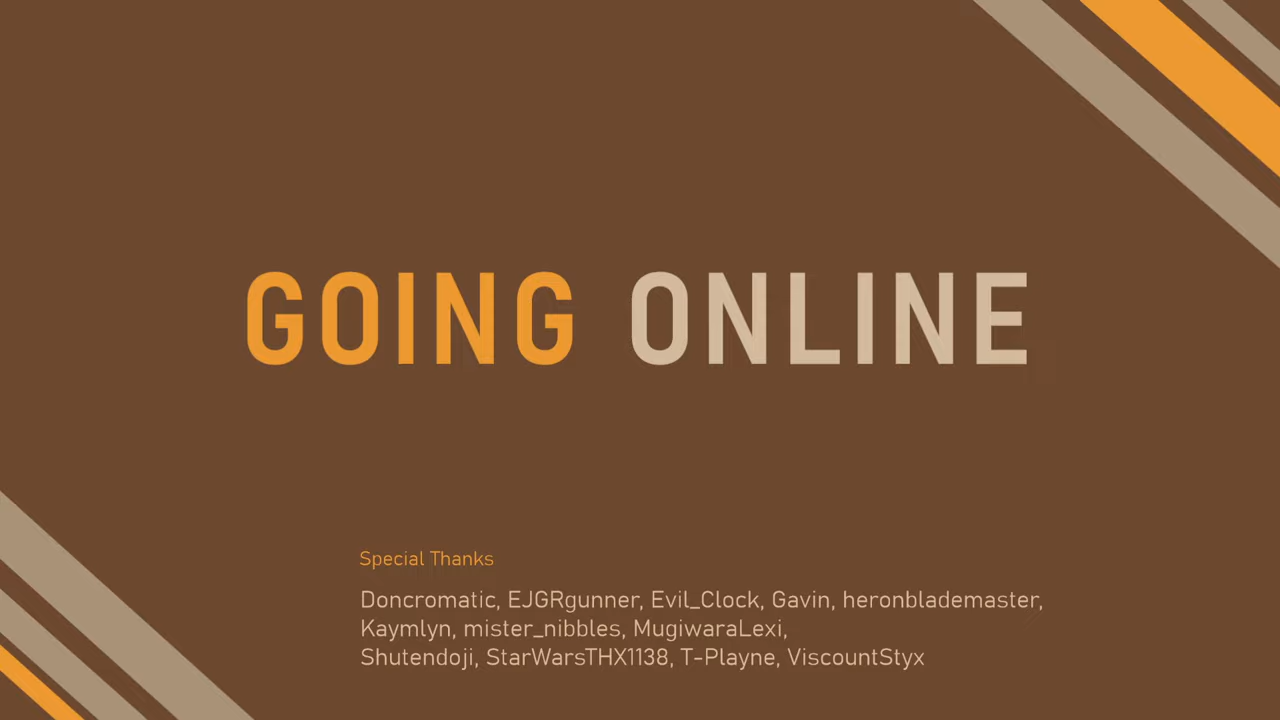 GOING ONLINE
Special Thanks
Doncromatic, EJGRgunner, Evil_Clock, Gavin, heronblademaster,
Kaymlyn, mister_nibbles, MugiwaraLexi,
Shutendoji, StarWarsTHX1138, T-Playne, ViscountStyx